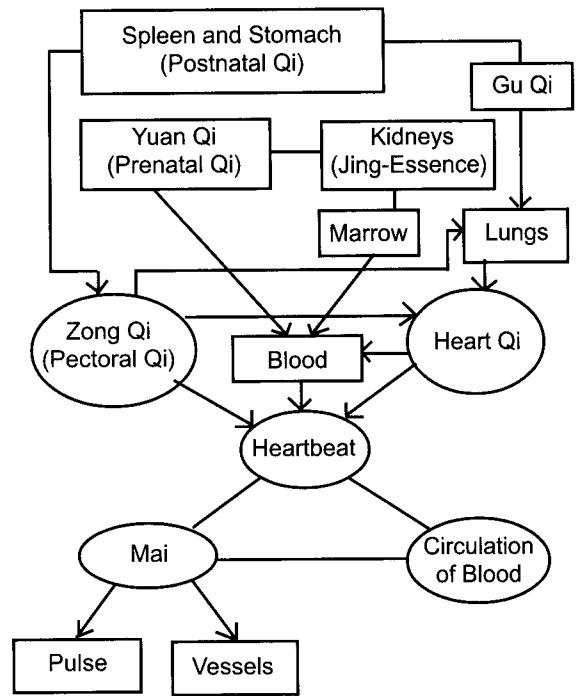 Spleen and Stomach
(Postnatal Qi)
Gu Qi
Yuan Qi
(Prenatal Qi)
Kidneys
(Jing-Essence)
Marrow
Lungs
Zong Qi
(Pectoral Qi)
Blood
Heart Qi
Heartbeat
Mai
Circulation
of Blood
Pulse
Vessels